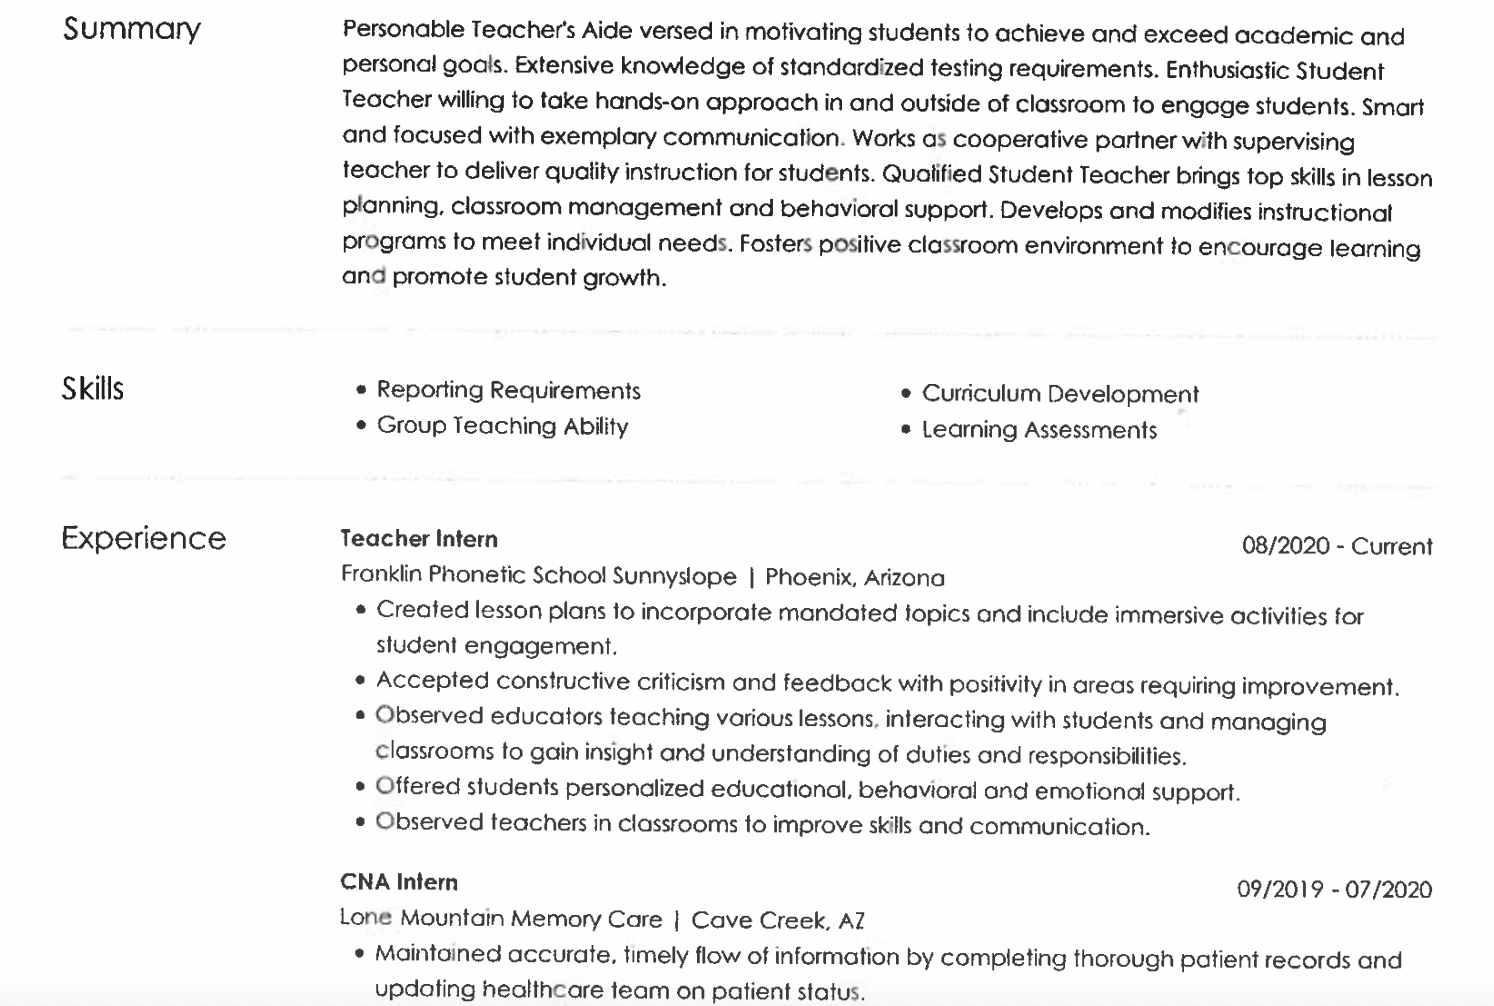 Summary
Personable Teacher's Aide versed in motivating students to achieve and exceed academic and
personal goals. Extensive knowledge of standardized testing requirements. Enthusiastic Student
Teacher willing to take hands-on approach in and outside of classroom to engage students. Smart
and focused with exemplary communication. Works as cooperative partner with supervising
teacher to deliver quality instruction for students. Qualified Student Teacher brings top skills in lesson
planning, classroom management and behavioral support. Develops and modifies instructional
programs to meet individual needs. Fosters positive classroom environment to encourage learning
and promote student growth.
Skills
• Reporting Requirements
• Group Teaching Ability
• Curriculum Development
• Learning Assessments
Experience
Teacher Intern 08/2020 - Current
Franklin Phonetic School Sunnyslope | Phoenix, Arizona
• Created lesson plans to incorporate mandated topics and include immersive activities for
student engagement.
• Accepted constructive criticism and feedback with positivity in areas requiring improvement.
• Observed educators teaching various lessons, interacting with students and managing
classrooms to gain insight and understanding of duties and responsibilities.
• Offered students personalized educational, behavioral and emotional support.
• Observed teachers in classrooms to improve skills and communication.
CNA Intern 09/2019 - 07/2020
Lone Mountain Memory Care | Cave Creek, AZ
• Maintained accurate, timely flow of information by completing thorough patient records and
updating healthcare team on patient status.